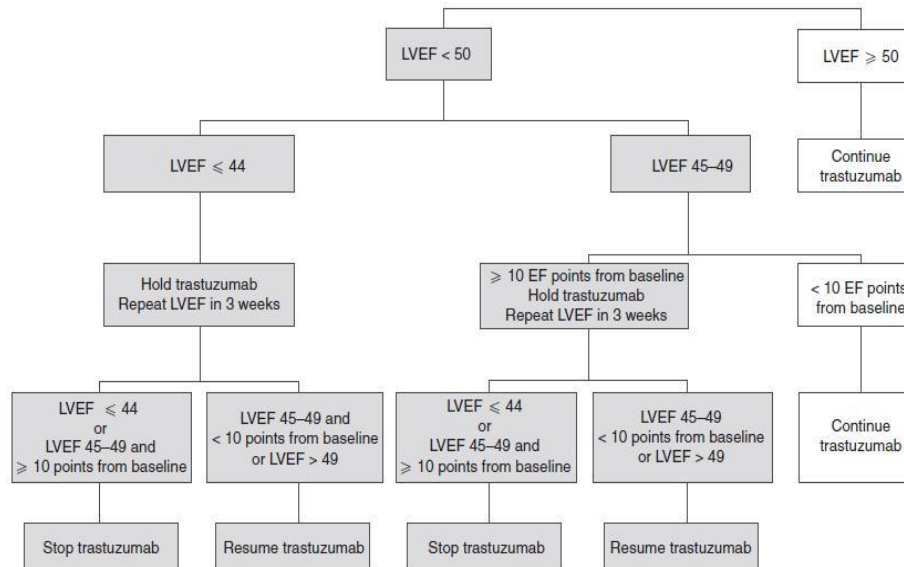 LVEF < 50
LVEF ⩾ 50
LVEF ⩽ 44
LVEF 45–49
Continue
trastuzumab
Hold trastuzumab
Repeat LVEF in 3 weeks
⩾ 10 EF points from baseline
Hold trastuzumab
Repeat LVEF in 3 weeks
< 10 EF points
from baseline
LVEF ⩽ 44
or
LVEF 45–49 and
⩾ 10 points from baseline
LVEF 45–49 and
< 10 points from baseline
or LVEF > 49
LVEF ⩽ 44
or
LVEF 45–49 and
⩾ 10 points from baseline
LVEF 45–49
< 10 points from baseline
or LVEF > 49
Continue
trastuzumab
Stop trastuzumab
Resume trastuzumab
Stop trastuzumab
Resume trastuzumab